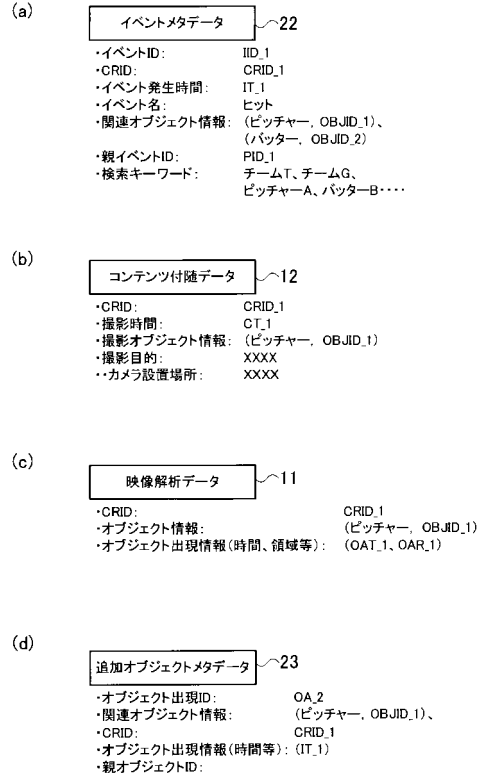 (a)
イベントメタデータ 22
・イベントID: IID_1
・CRID: CRID_1
・イベント発生時間: IT_1
・イベント名: ヒット
・関連オブジェクト情報: (ピッチャー, OBJID_1)、
(バッター, OBJID_2)
・親イベントID: PID_1
・検索キーワード: チームT、チームG、
ピッチャーA、バッターB････
(b)
コンテンツ付随データ 12
・CRID: CRID_1
・撮影時間: CT_1
・撮影オブジェクト情報: (ピッチャー, OBJID_1)
・撮影目的: XXXX
・・カメラ設置場所: XXXX
(c)
映像解析データ 11
・CRID: CRID_1
・オブジェクト情報: (ピッチャー, OBJID_1)
・オブジェクト出現情報(時間、領域等): (OAT_1、OAR_1)
(d)
追加オブジェクトメタデータ 23
・オブジェクト出現ID: OA_2
・関連オブジェクト情報: (ピッチャー, OBJID_1)、
・CRID: CRID_1
・オブジェクト出現情報(時間等): (IT_1)
・親オブジェクトID: